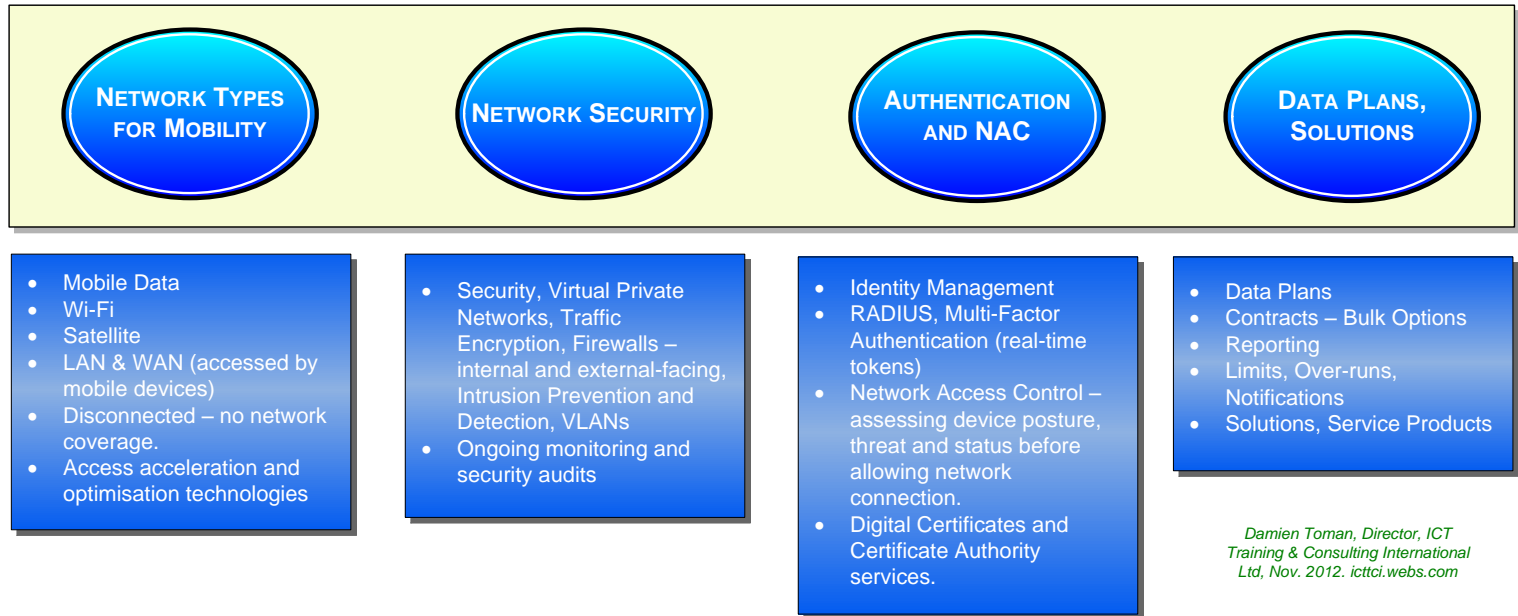 NETWORK TYPES
FOR MOBILITY
NETWORK SECURITY
AUTHENTICATION
AND NAC
DATA PLANS,
SOLUTIONS
• Mobile Data
• Wi-Fi
• Satellite
• LAN & WAN (accessed by
mobile devices)
• Disconnected – no network
coverage.
• Access acceleration and
optimisation technologies
• Security, Virtual Private
Networks, Traffic
Encryption, Firewalls –
internal and external-facing,
Intrusion Prevention and
Detection, VLANs
• Ongoing monitoring and
security audits
• Identity Management
• RADIUS, Multi-Factor
Authentication (real-time
tokens)
• Network Access Control –
assessing device posture,
threat and status before
allowing network
connection.
• Digital Certificates and
Certificate Authority
services.
• Data Plans
• Contracts – Bulk Options
• Reporting
• Limits, Over-runs,
Notifications
• Solutions, Service Products
Damien Toman, Director, ICT
Training & Consulting International
Ltd, Nov. 2012. icttci.webs.com